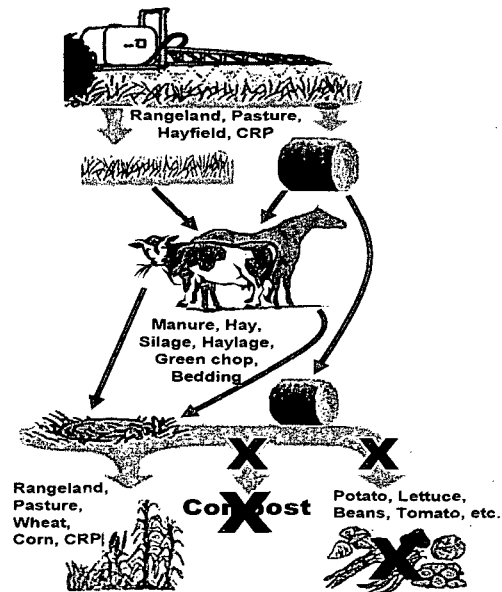 Rangeland, Pasture,
Hayfield, CRP
Manure, Hay,
Silage, Haylage,
Green chop,
Bedding
Rangeland,
Pasture,
Wheat,
Corn, CRP
Compost
Potato, Lettuce,
Beans, Tomato, etc.